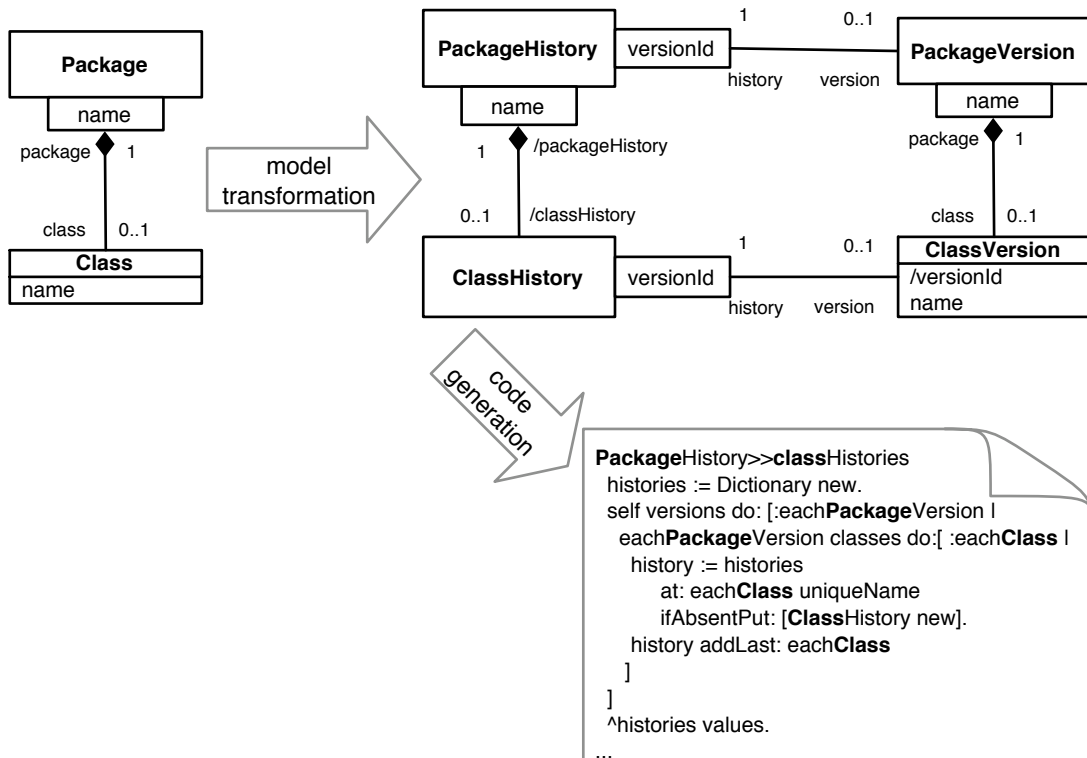 Package
name
package 1
class 0..1
Class
name
model
transformation
PackageHistory
versionId
name
1 /packageHistory
0..1 /classHistory
ClassHistory
versionId
1 0..1
history version
PackageVersion
name
package 1
class 0..1
1 0..1
history version
ClassVersion
/versionId
name
code
generation
PackageHistory>>classHistories
histories := Dictionary new.
self versions do: [:eachPackageVersion |
eachPackageVersion classes do:[ :eachClass |
history := histories
at: eachClass uniqueName
ifAbsentPut: [ClassHistory new].
history addLast: eachClass
]
]
^histories values.
...